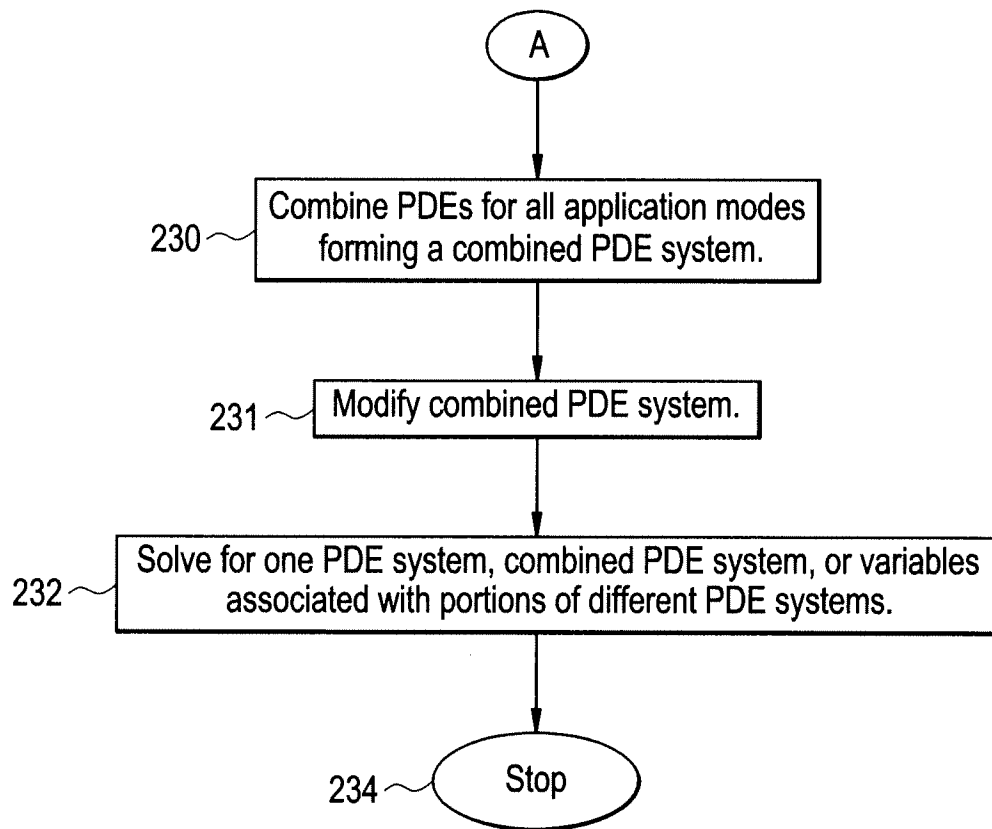 A
230
Combine PDEs for all application modes
forming a combined PDE system.
231
Modify combined PDE system.
232
Solve for one PDE system, combined PDE system, or variables
associated with portions of different PDE systems.
234
Stop